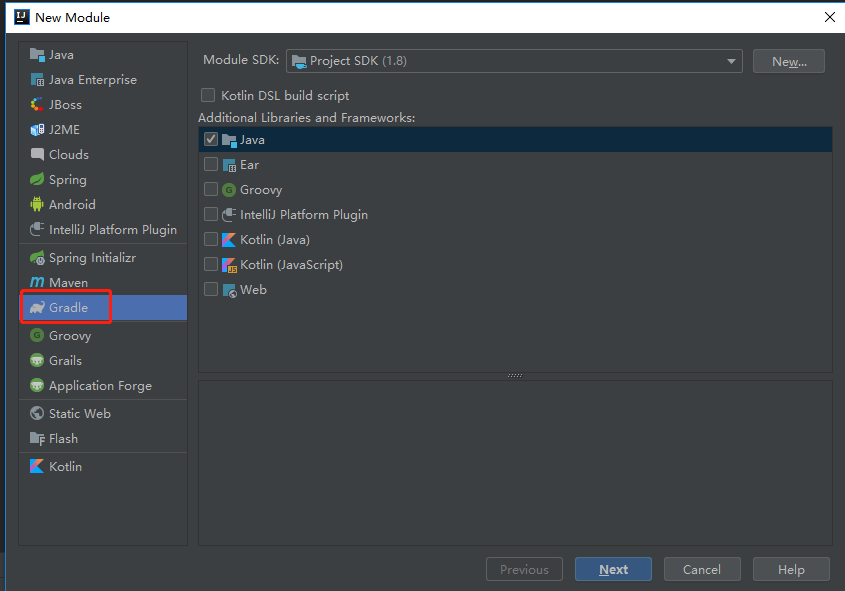 New Module
Java
Java Enterprise
JBoss
J2ME
Clouds
Spring
Android
IntelliJ Platform Plugin
Spring Initializr
Maven
Gradle
Groovy
Grails
Application Forge
Static Web
Flash
Kotlin
Module SDK: Project SDK (1.8) New...
Kotlin DSL build script
Additional Libraries and Frameworks:
Java
Ear
Groovy
IntelliJ Platform Plugin
Kotlin (Java)
Kotlin (JavaScript)
Web
Previous Next Cancel Help